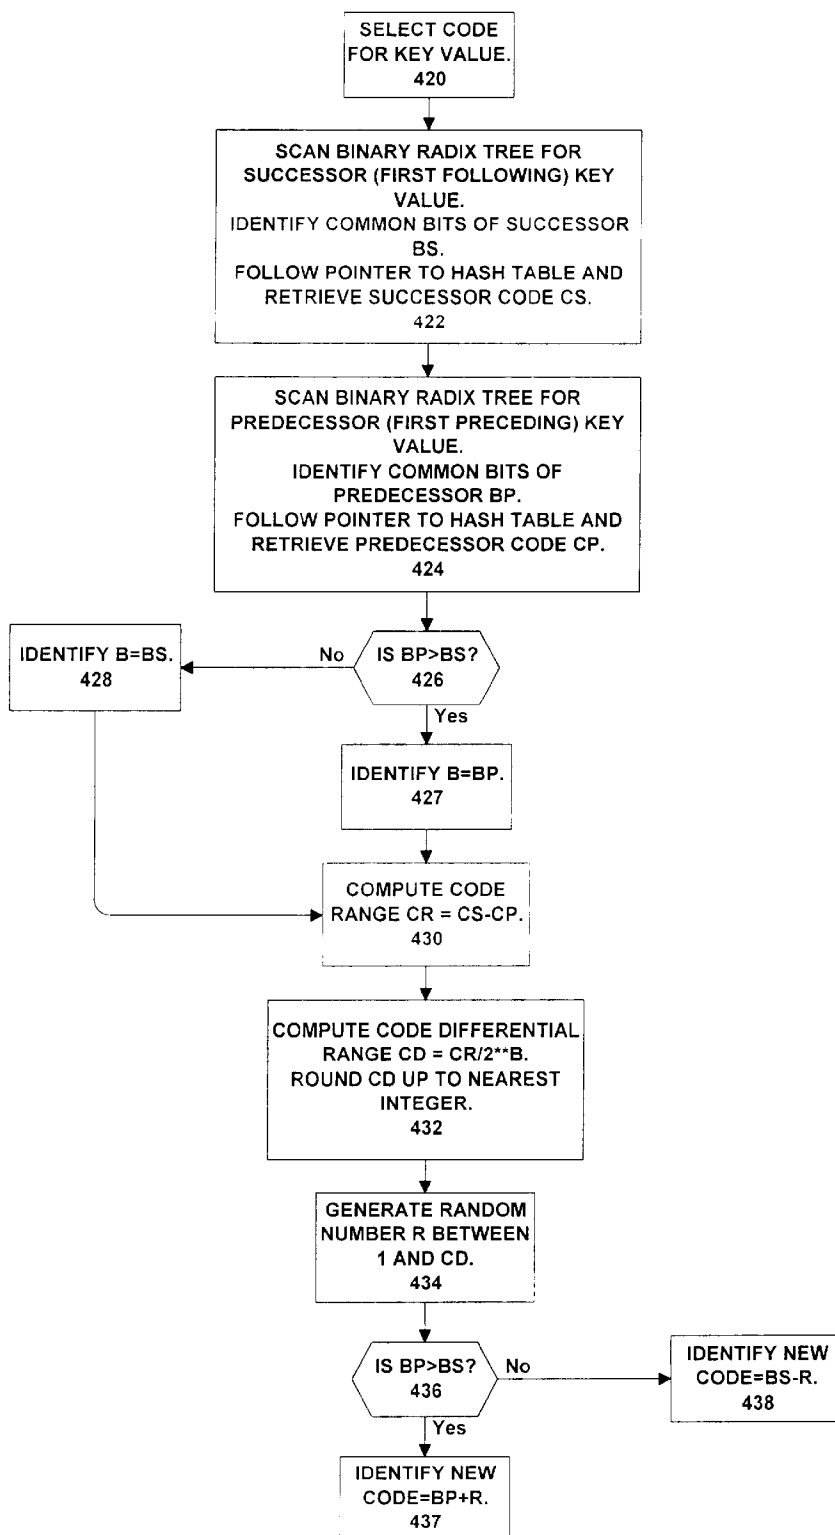 SELECT CODE
FOR KEY VALUE.
420
SCAN BINARY RADIX TREE FOR
SUCCESSOR (FIRST FOLLOWING) KEY
VALUE.
IDENTIFY COMMON BITS OF SUCCESSOR
BS.
FOLLOW POINTER TO HASH TABLE AND
RETRIEVE SUCCESSOR CODE CS.
422
SCAN BINARY RADIX TREE FOR
PREDECESSOR (FIRST PRECEDING) KEY
VALUE.
IDENTIFY COMMON BITS OF
PREDECESSOR BP.
FOLLOW POINTER TO HASH TABLE AND
RETRIEVE PREDECESSOR CODE CP.
424
IS BP>BS?
426
No
IDENTIFY B=BS.
428
Yes
IDENTIFY B=BP.
427
COMPUTE CODE
RANGE CR = CS-CP.
430
COMPUTE CODE DIFFERENTIAL
RANGE CD = CR/2**B.
ROUND CD UP TO NEAREST
INTEGER.
432
GENERATE RANDOM
NUMBER R BETWEEN
1 AND CD.
434
IS BP>BS?
436
No
IDENTIFY NEW
CODE=BS-R.
438
Yes
IDENTIFY NEW
CODE=BP+R.
437